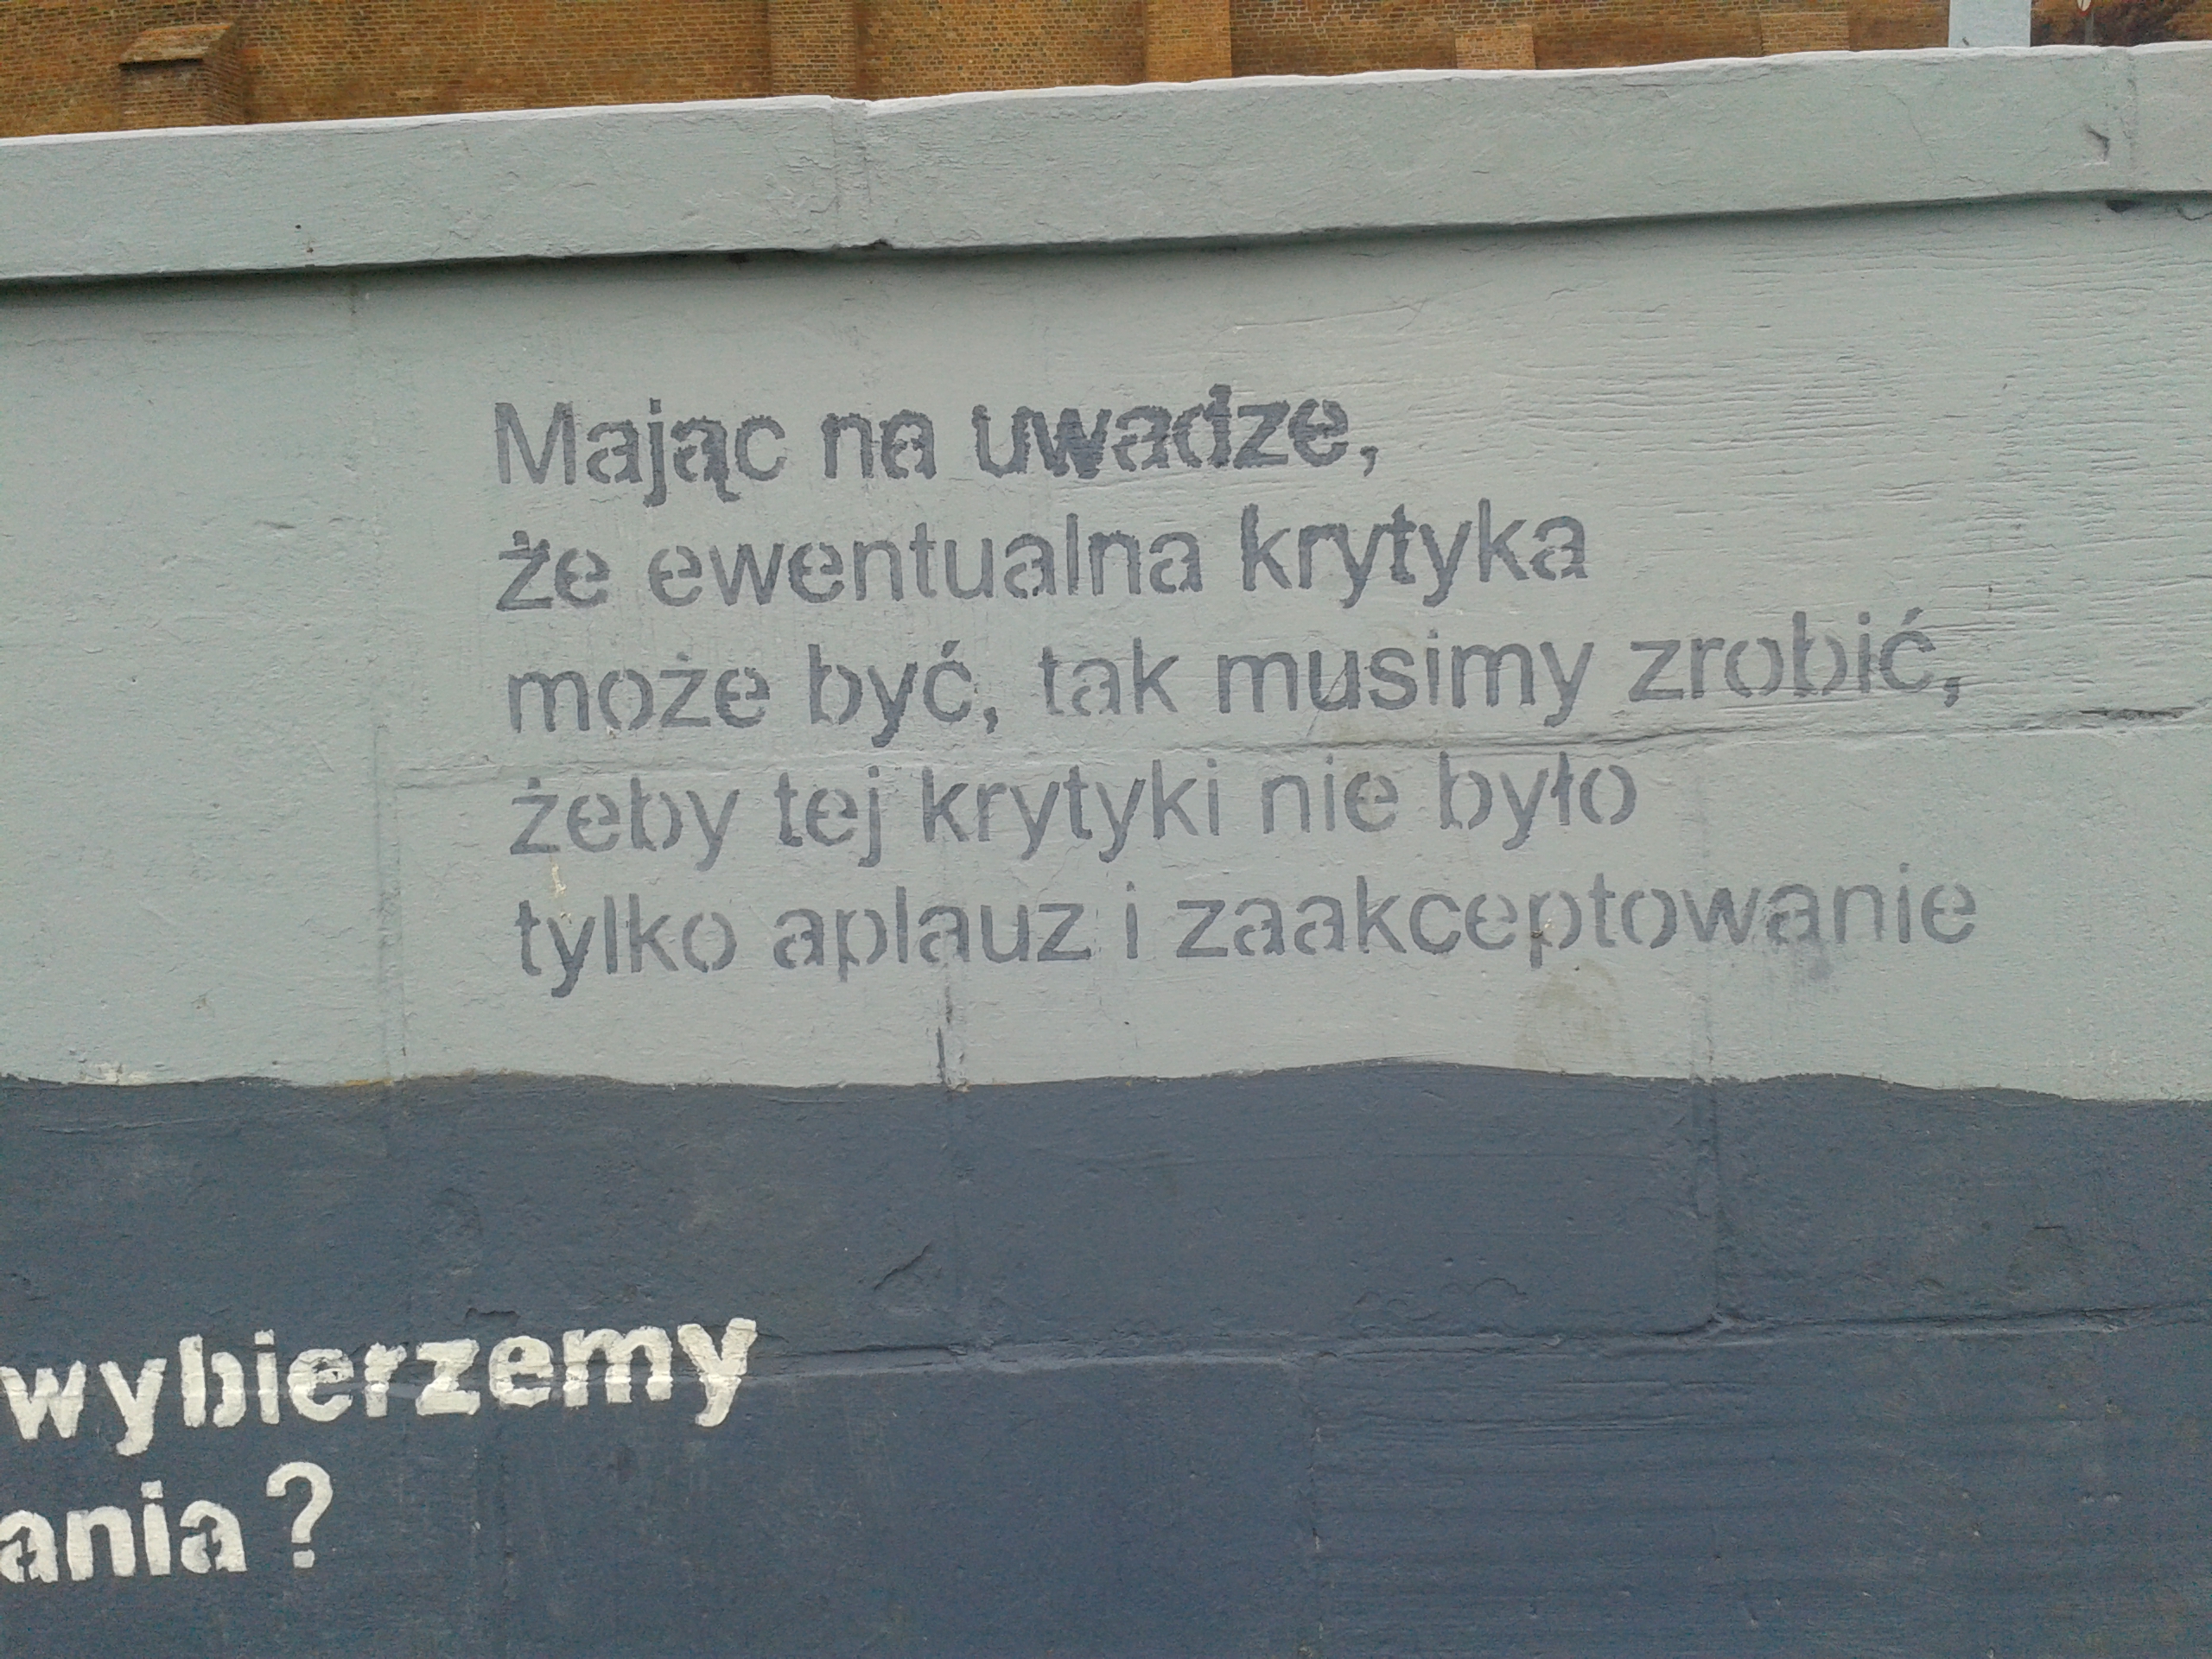 Mając na uwadze,
że ewentualna krytyka
może być, tak musimy zrobić,
żeby tej krytyki nie było
tylko aplauz i zaakceptowanie
wybierzemy
ania?